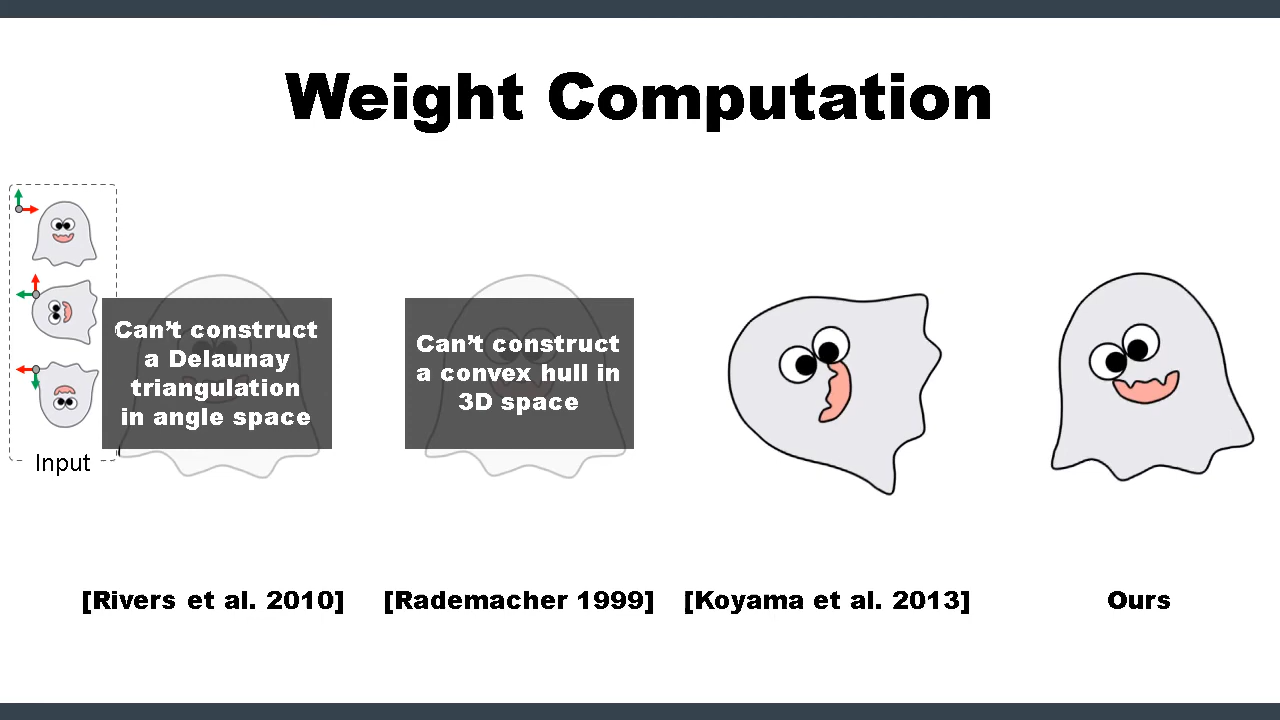 Weight Computation
Can't construct
a Delaunay
triangulation
in angle space
Can't construct
a convex hull in
3D space
Input
[Rivers et al. 2010]
[Rademacher 1999]
[Koyama et al. 2013]
Ours